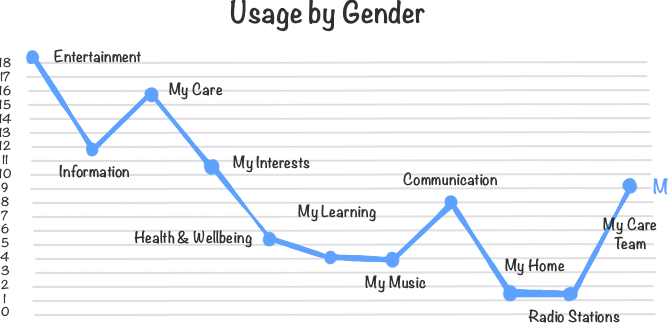 Usage by Gender
18
17
16
15
14
13
12
11
10
9
8
7
6
5
4
3
2
1
0
Entertainment
Information
My Care
My Interests
Health & Wellbeing
My Learning
My Music
Communication
My Home
Radio Stations
My Care
Team
M